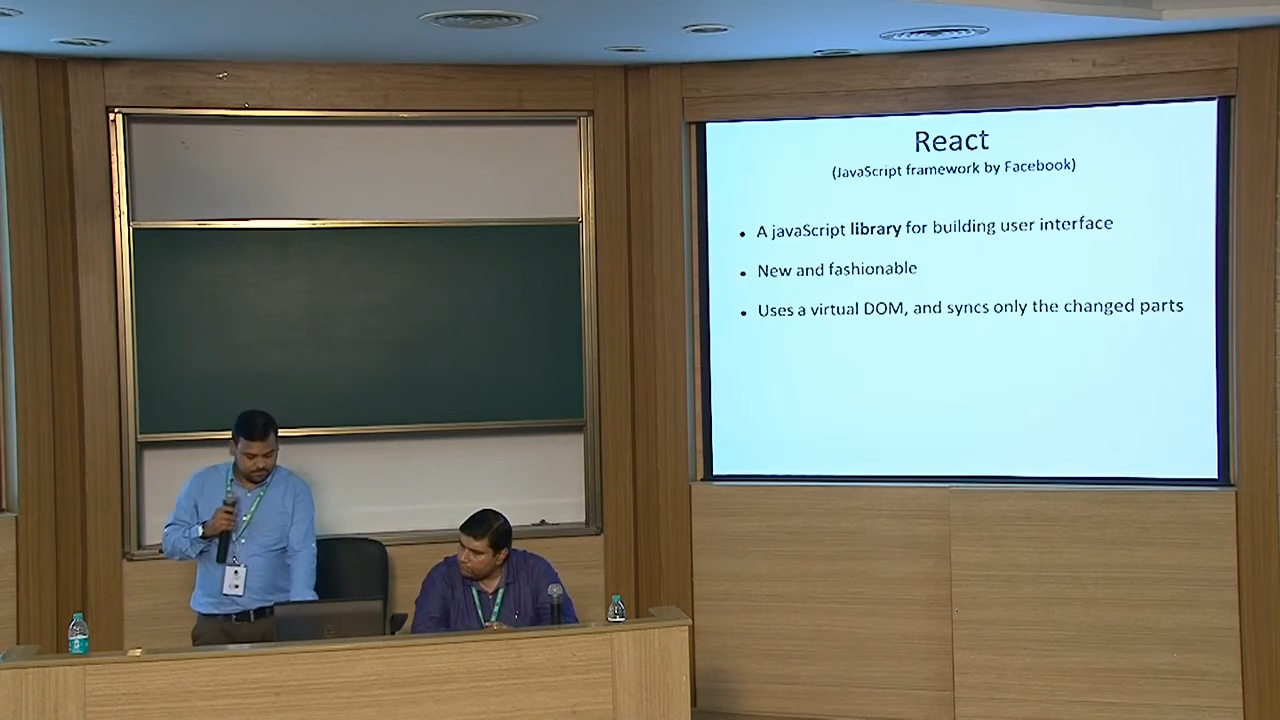 React
(JavaScript framework by Facebook)
• A javaScript library for building user interface
• New and fashionable
• Uses a virtual DOM, and syncs only the changed parts